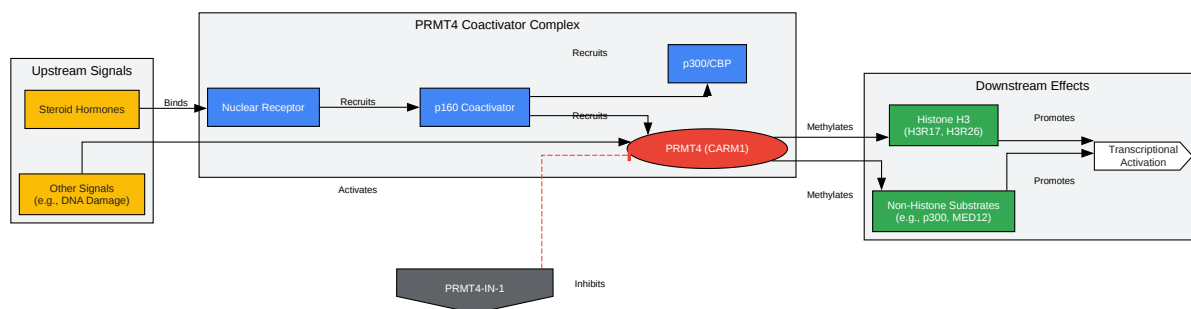 PRMT4 Coactivator Complex
Upstream Signals
Steroid Hormones
Binds
Nuclear Receptor
Recruits
p160 Coactivator
Recruits
p300/CBP
Recruits
PRMT4 (CARM1)
Other Signals
(e.g., DNA Damage)
Activates
Methylates
Methylates
Downstream Effects
Histone H3
(H3R17, H3R26)
Promotes
Transcriptional
Activation
Non-Histone Substrates
(e.g., p300, MED12)
Promotes
PRMT4-IN-1
Inhibits